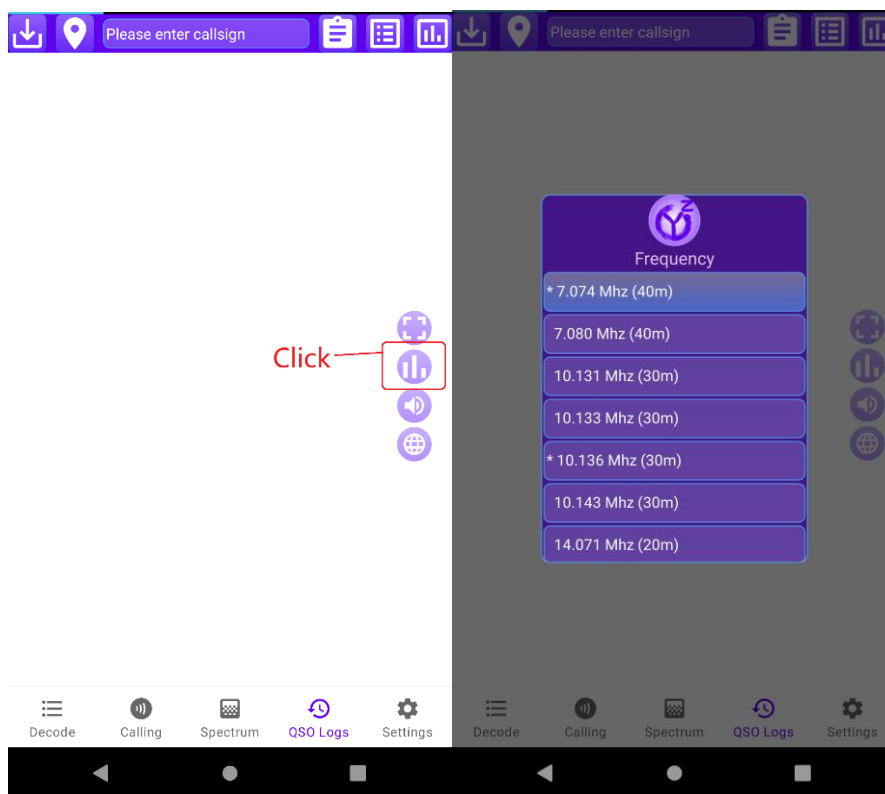 Please enter callsign
Click
Decode
Calling
Spectrum
QSO Logs
Settings
Please enter callsign
Frequency
* 7.074 Mhz (40m)
7.080 Mhz (40m)
10.131 Mhz (30m)
10.133 Mhz (30m)
* 10.136 Mhz (30m)
10.143 Mhz (30m)
14.071 Mhz (20m)
Decode
Calling
Spectrum
QSO Logs
Settings